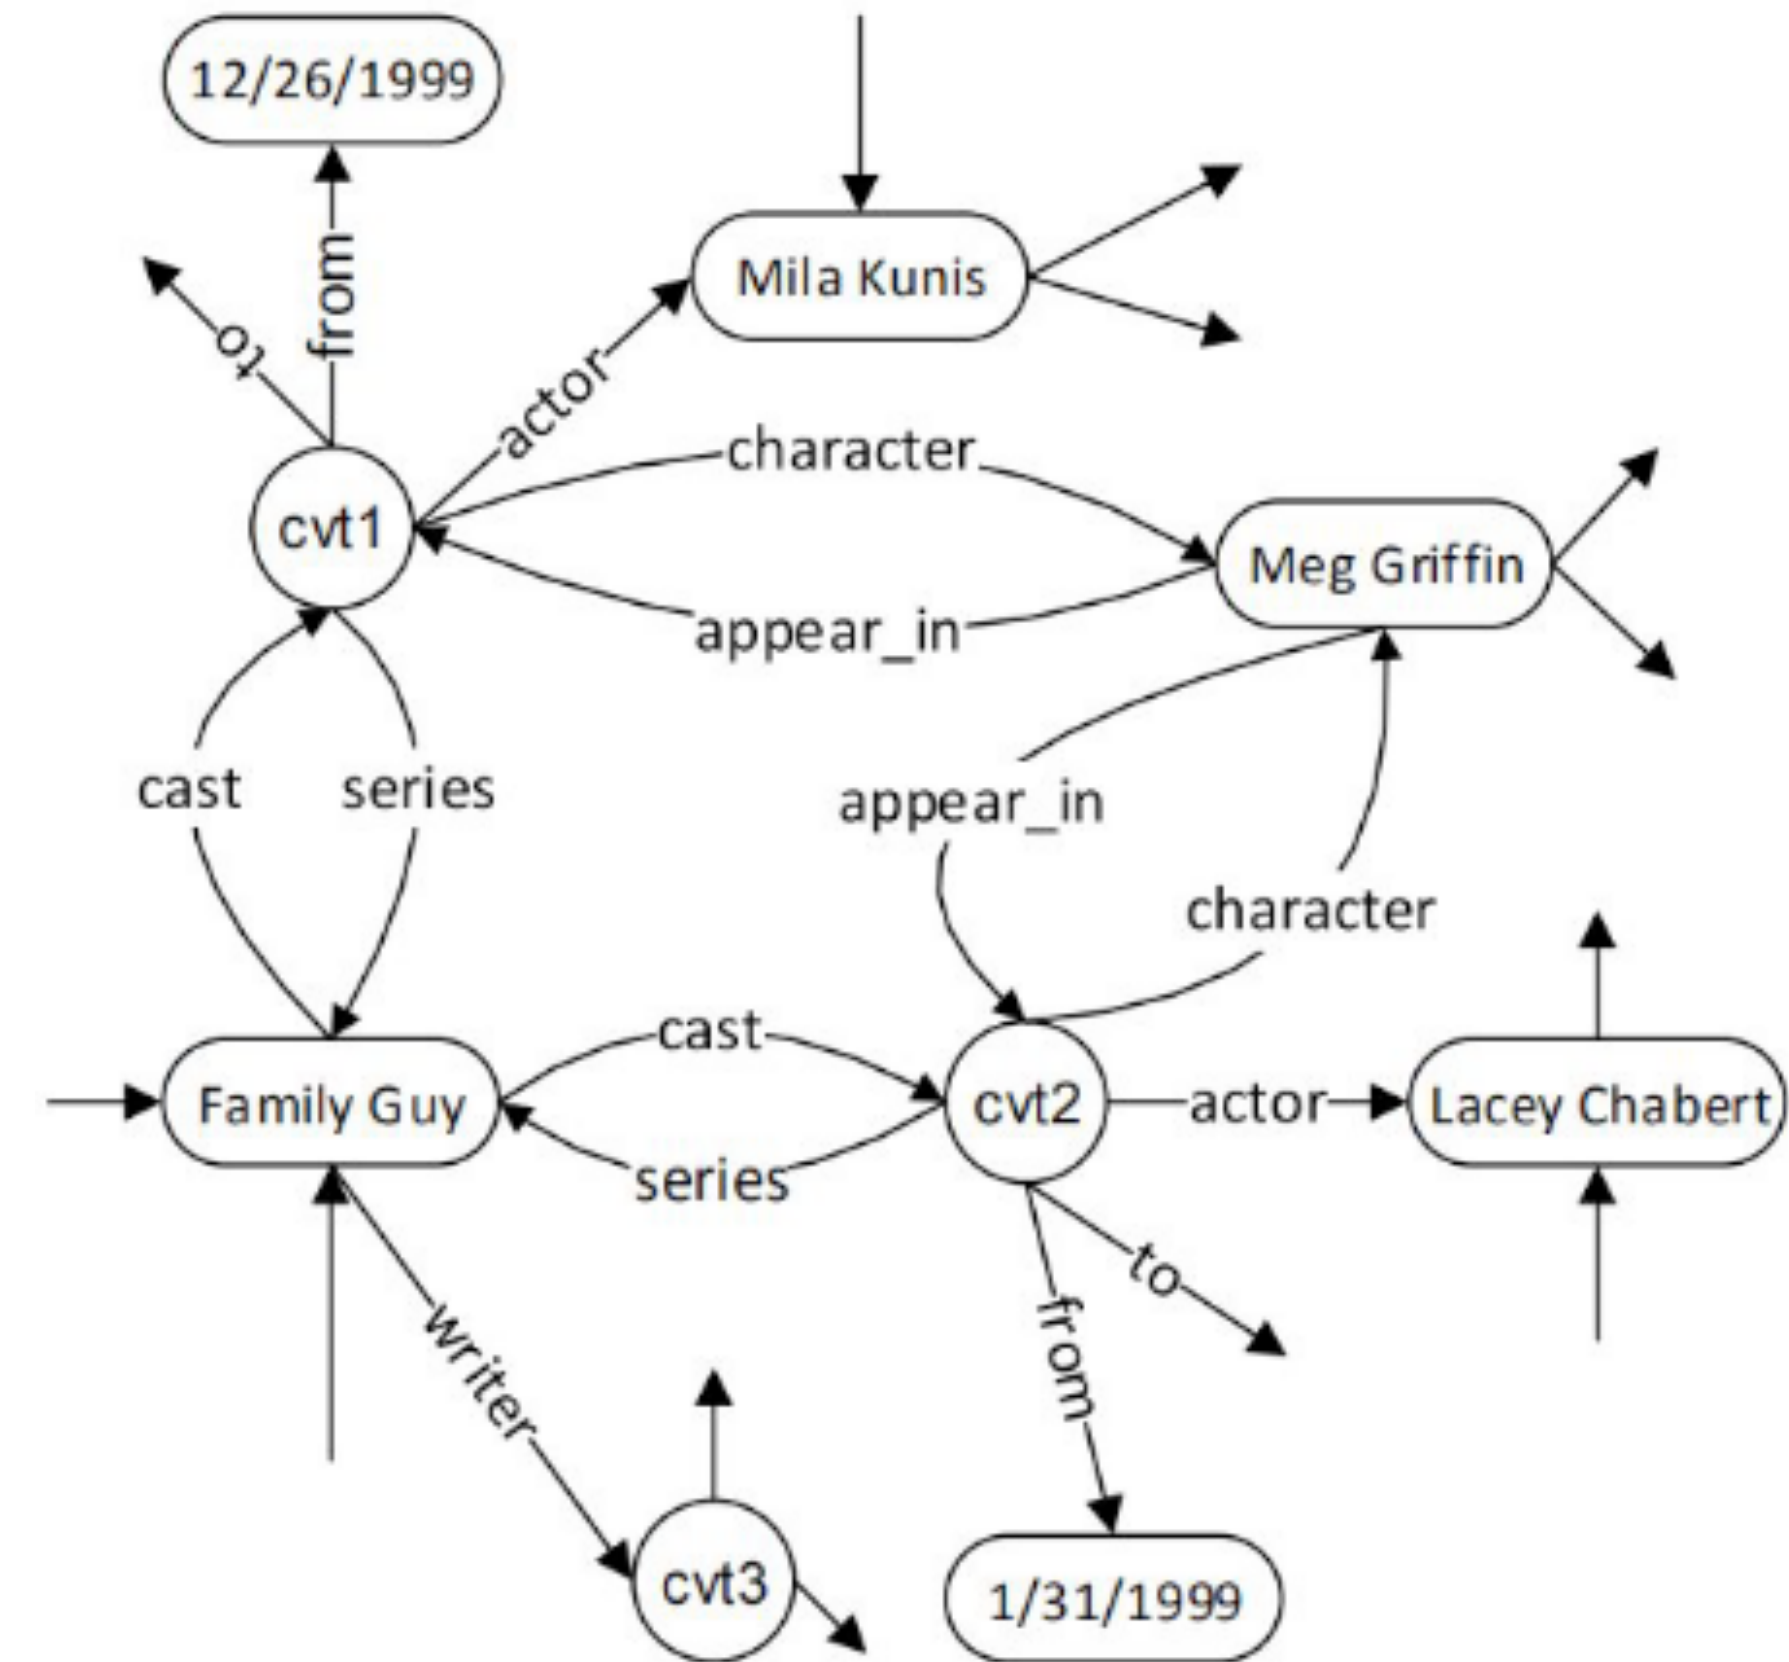 12/26/1999
from
to
Mila Kunis
actor
character
cvt1
Meg Griffin
appear_in
cast
series
appear_in
character
cast
Family Guy
cvt2
actor
Lacey Chabert
series
to
from
writer
cvt3
1/31/1999